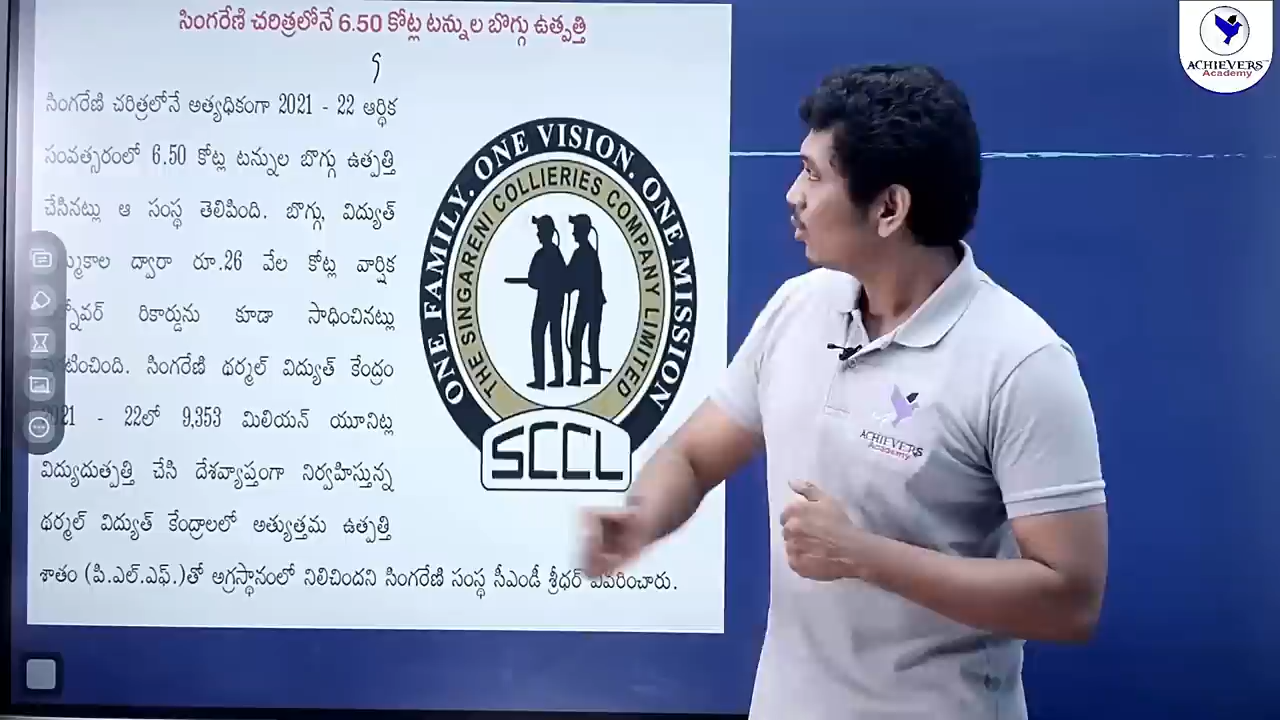 సింగరేణి చరిత్రలోనే 6.50 కోట్ల టన్నుల బొగ్గు ఉత్పత్తి
సింగరేణి చరిత్రలోనే అత్యధికంగా 2021 - 22 ఆర్థిక
సంవత్సరంలో 6.50 కోట్ల టన్నుల బొగ్గు ఉత్పత్తి
చేసినట్లు ఆ సంస్థ తెలిపింది. బొగ్గు, విద్యుత్
ద్వారా రూ.26 వేల కోట్ల వార్షిక
రికార్డును కూడా సాధించినట్లు
సింగరేణి థర్మల్ విద్యుత్ కేంద్రం
2021 - 22లో 9,353 మిలియన్ యూనిట్ల
విద్యుదుత్పత్తి చేసి దేశవ్యాప్తంగా నిర్వహిస్తున్న
థర్మల్ విద్యుత్ కేంద్రాలలో అత్యుత్తమ ఉత్పత్తి
శాతం (పి.ఎల్.ఎఫ్.)తో అగ్రస్థానంలో నిలిచిందని సింగరేణి సంస్థ సీఎండీ శ్రీధర్ వివరించారు.
ONE FAMILY. ONE VISION. ONE MISSION
THE SINGARENI COLLIERIES COMPANY LIMITED
SCCL
ACHIEVERS
Academy
ACHIEVERS
Academy